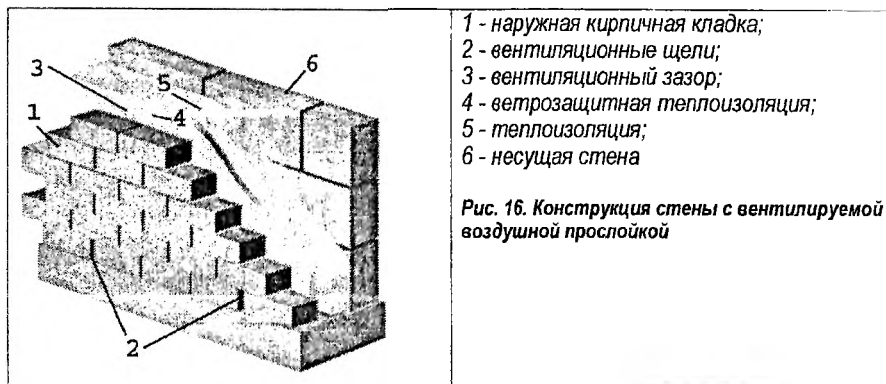 3
6
5
4
1
2
1 - наружная кирпичная кладка;
2 - вентиляционные щели;
3 - вентиляционный зазор;
4 - ветрозащитная теплоизоляция;
5 - теплоизоляция;
6 - несущая стена
Рис. 16. Конструкция стены с вентилируемой
воздушной прослойкой